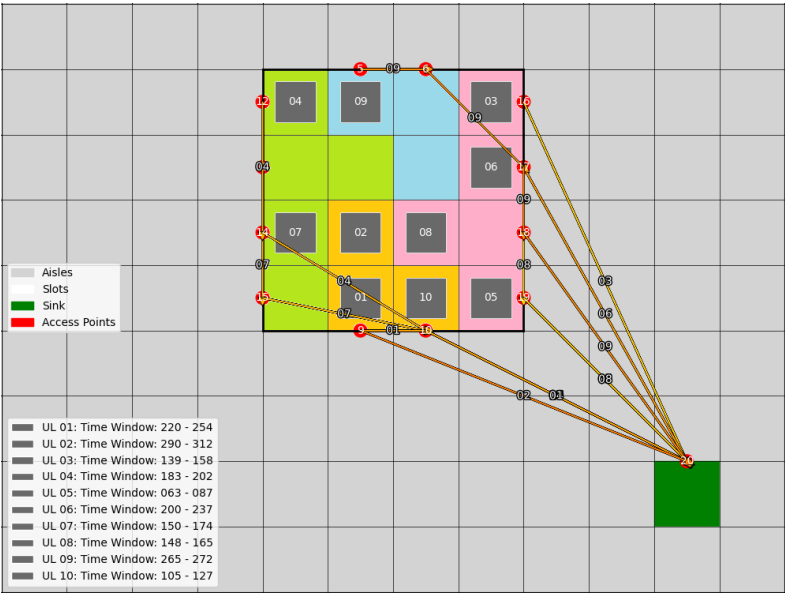 5 09 6
12 04 09 03 16
09
04 06 17
09
14 07 02 08 18
07 08
Aisles
Slots
Sink
Access Points
04 03
15 01 10 05 19
07 06
9 01 10
09
08
02 01
UL 01: Time Window: 220 - 254
UL 02: Time Window: 290 - 312
UL 03: Time Window: 139 - 158
20
UL 04: Time Window: 183 - 202
UL 05: Time Window: 063 - 087
UL 06: Time Window: 200 - 237
UL 07: Time Window: 150 - 174
UL 08: Time Window: 148 - 165
UL 09: Time Window: 265 - 272
UL 10: Time Window: 105 - 127